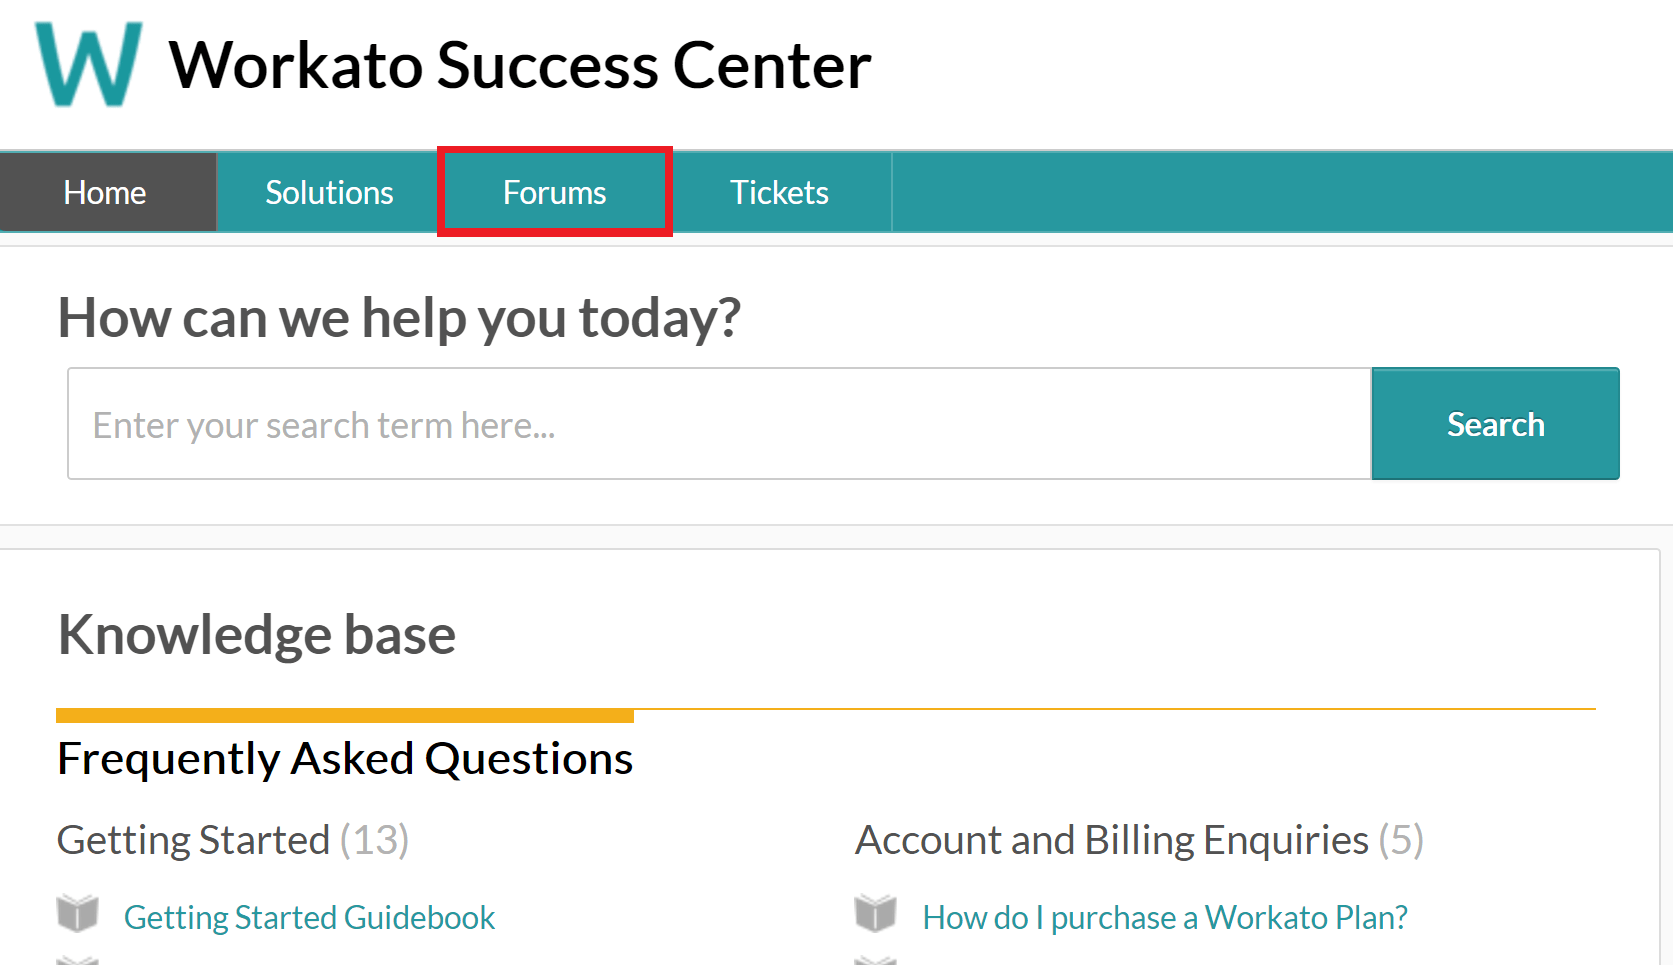 W Workato Success Center
Home Solutions Forums Tickets
How can we help you today?
Enter your search term here...
Search
Knowledge base
Frequently Asked Questions
Getting Started (13)
Account and Billing Enquiries (5)
Getting Started Guidebook
How do I purchase a Workato Plan?